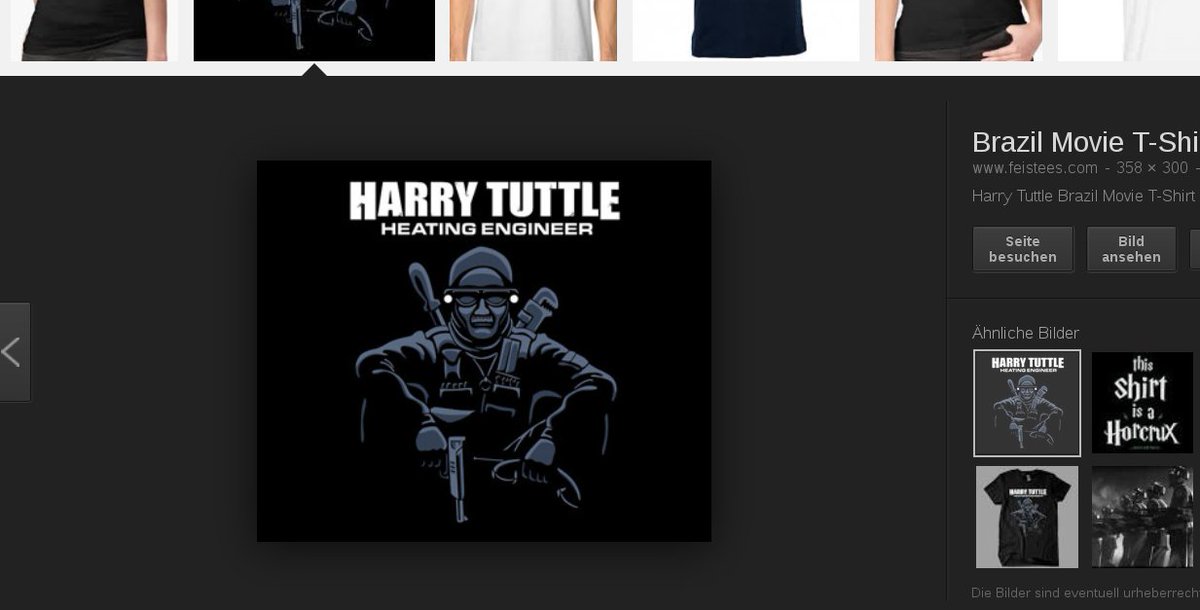 HARRY TUTTLE
HEATING ENGINEER
Brazil Movie T-Shi
www.feistees.com - 358 × 300 -
Harry Tuttle Brazil Movie T-Shirt
Seite
besuchen
Bild
ansehen
Ähnliche Bilder
HARRY TUTTLE
HEATING ENGINEER
this
shirt
is a
Horcrux
HARRY TUTTLE
Die Bilder sind eventuell urheberrech